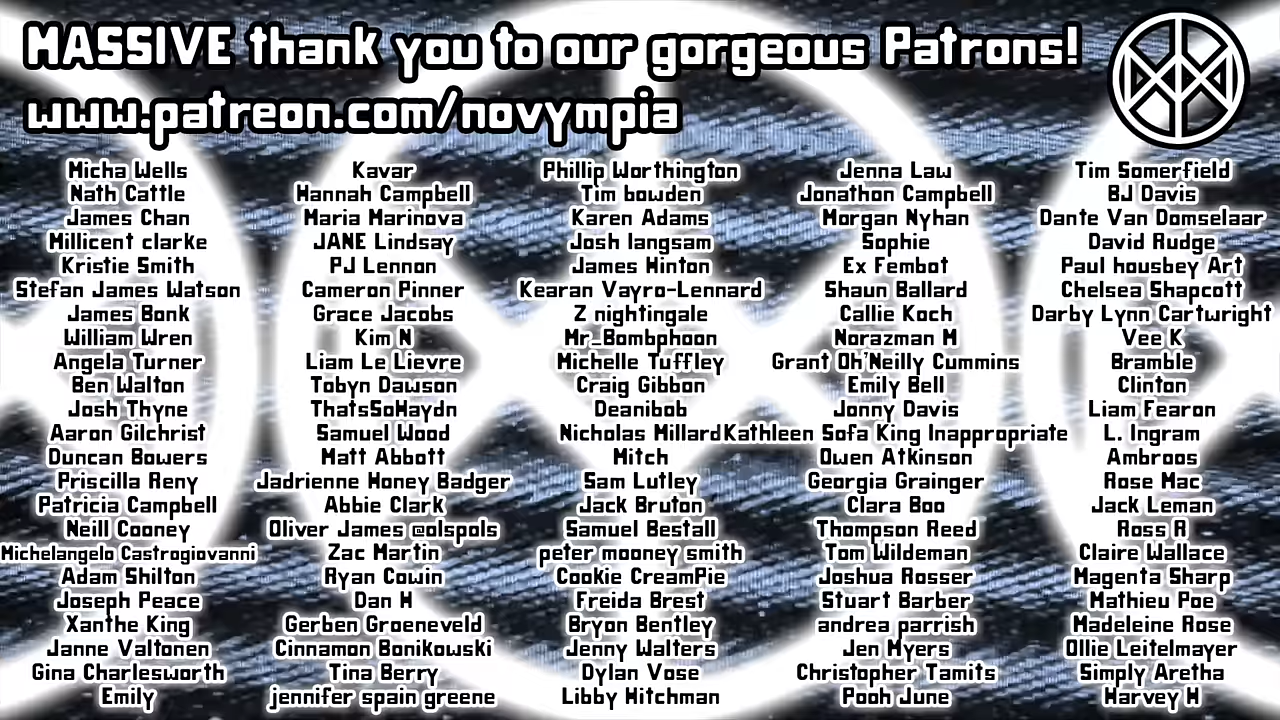 MASSIVE thank you to our gorgeous Patrons!
www.patreon.com/novympia
Micha Wells
Nath Cattle
James Chan
Millicent clarke
Kristie Smith
Stefan James Watson
James Bonk
William Wren
Angela Turner
Ben Walton
Josh Thyne
Aaron Gilchrist
Duncan Bowers
Priscilla Reny
Patricia Campbell
Neill Cooney
Michelangelo Castrogiovanni
Adam Shilton
Joseph Peace
Xanthe King
Janne Valtonen
Gina Charlesworth
Emily
Kavar
Hannah Campbell
Maria Marinova
JANE Lindsay
PJ Lennon
Cameron Pinner
Grace Jacobs
Kim N
Liam Le Lievre
Tobyn Dawson
ThatsSoHaydn
Samuel Wood
Matt Abbott
Jadrienne Honey Badger
Abbie Clark
Oliver James @olspols
Zac Martin
Ryan Cowin
Dan H
Gerben Groeneveld
Cinnamon Bonikowski
Tina Berry
jennifer spain greene
Phillip Worthington
Tim bowden
Karen Adams
Josh langsam
James Hinton
Kearan Vayro-Lennard
Z nightingale
Mr_Bombphoon
Michelle Tuffley
Craig Gibbon
Deanibob
Nicholas Millard
Mitch
Sam Lutley
Jack Bruton
Samuel Bestall
peter mooney smith
Cookie CreamPie
Freida Brest
Bryon Bentley
Jenny Walters
Dylan Vose
Libby Hitchman
Jenna Law
Jonathon Campbell
Morgan Nyhan
Sophie
Ex Fembot
Shaun Ballard
Callie Koch
Norazman M
Grant Oh'Neilly Cummins
Emily Bell
Jonny Davis
Kathleen Sofa King Inappropriate
Owen Atkinson
Georgia Grainger
Clara Boo
Thompson Reed
Tom Wildeman
Joshua Rosser
Stuart Barber
andrea parrish
Jen Myers
Christopher Tamits
Pooh June
Tim Somerfield
BJ Davis
Dante Van Domselaar
David Rudge
Paul housbey Art
Chelsea Shapcott
Darby Lynn Cartwright
Vee K
Bramble
Clinton
Liam Fearon
L. Ingram
Ambroos
Rose Mac
Jack Leman
Ross R
Claire Wallace
Magenta Sharp
Mathieu Poe
Madeleine Rose
Ollie Leitelmayer
Simply Aretha
Harvey H